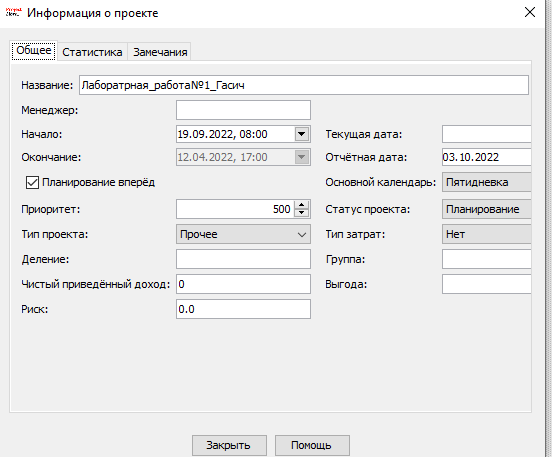 Информация о проекте
Общее Статистика Замечания
Название: Лаборатрная_работа№1_Гасич
Менеджер:
Начало: 19.09.2022, 08:00 Текущая дата:
Окончание: 12.04.2022, 17:00 Отчётная дата: 03.10.2022
Планирование вперёд Основной календарь: Пятидневка
Приоритет: 500 Статус проекта: Планирование
Тип проекта: Прочее Тип затрат: Нет
Деление: Группа:
Чистый приведённый доход: 0 Выгода:
Риск: 0.0
Закрыть Помощь